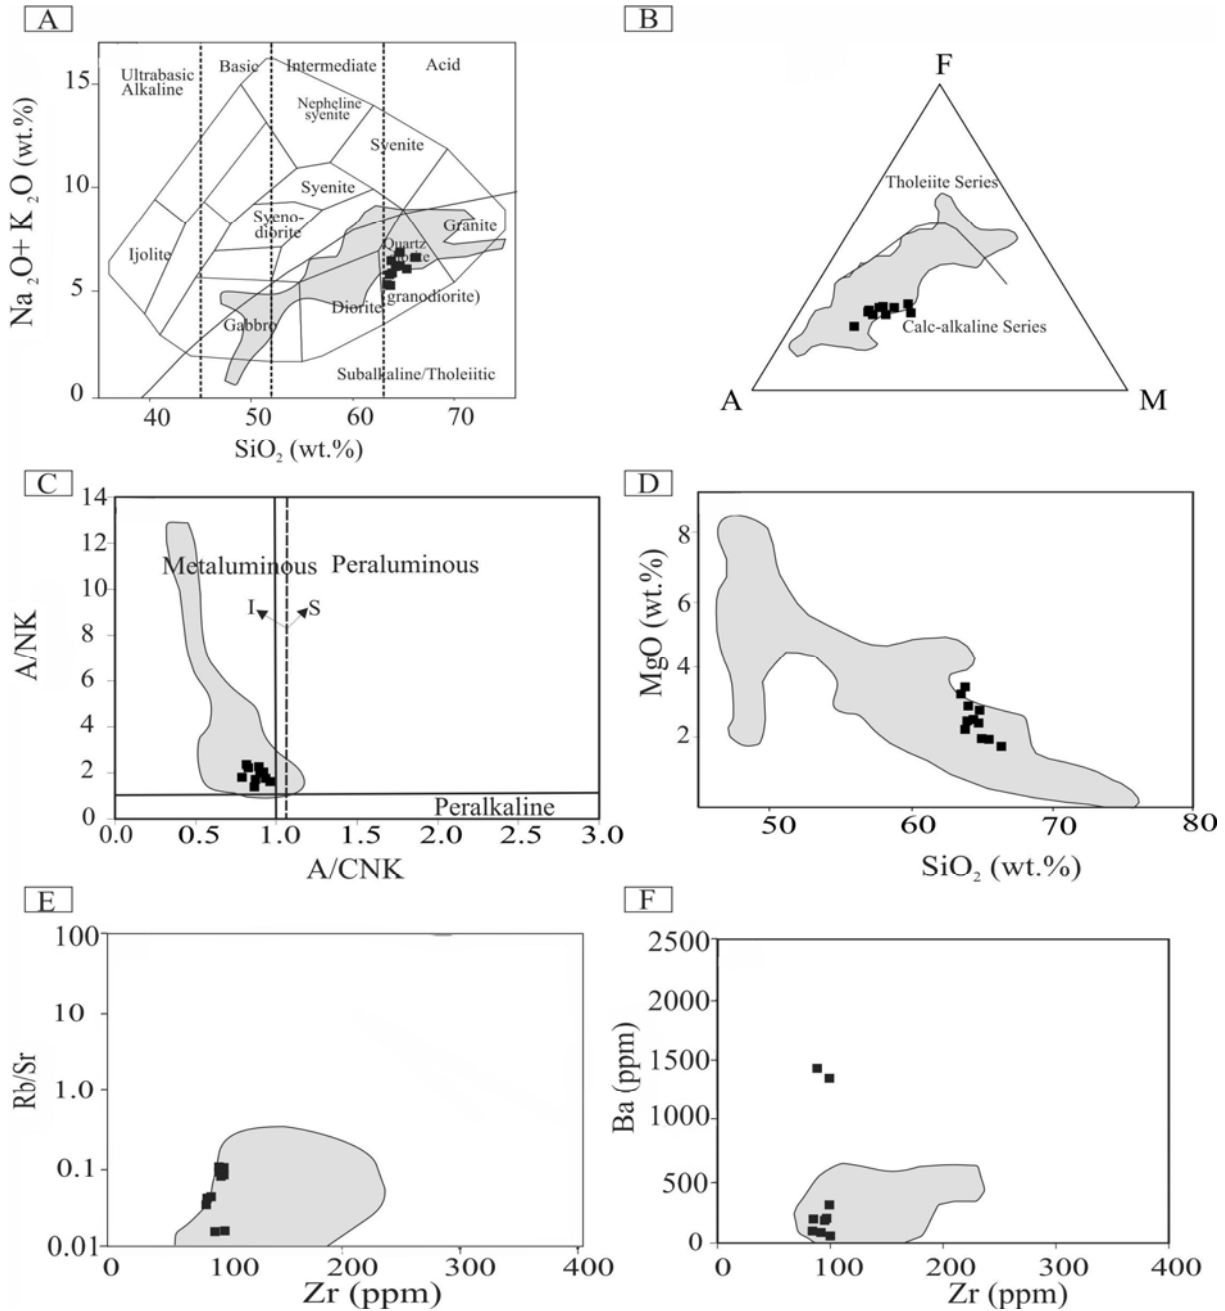 A
Na2O+ K2O (wt.%)
15
10
5
0
Ultrabasic
Alkaline
Basic
Intermediate
Acid
Nepheline
syenite
Syenite
Syenite
Syeno-
diorite
Ijolite
Granite
Quartz
Diorite
(granodiorite)
Gabbro
Subalkaline/Tholeiitic
40
50
60
70
SiO2 (wt.%)
B
F
Tholeiite Series
Calc-alkaline Series
A
M
C
A/NK
14
12
10
8
6
4
2
0
Metaluminous
Peraluminous
I
S
Peralkaline
0.0
0.5
1.0
1.5
2.0
2.5
3.0
A/CNK
D
MgO (wt.%)
8
6
4
2
50
60
70
80
SiO2 (wt.%)
E
Rb/Sr
100
10
1.0
0.1
0.01
0
100
200
300
400
Zr (ppm)
F
Ba (ppm)
2500
2000
1500
1000
500
0
0
100
200
300
400
Zr (ppm)